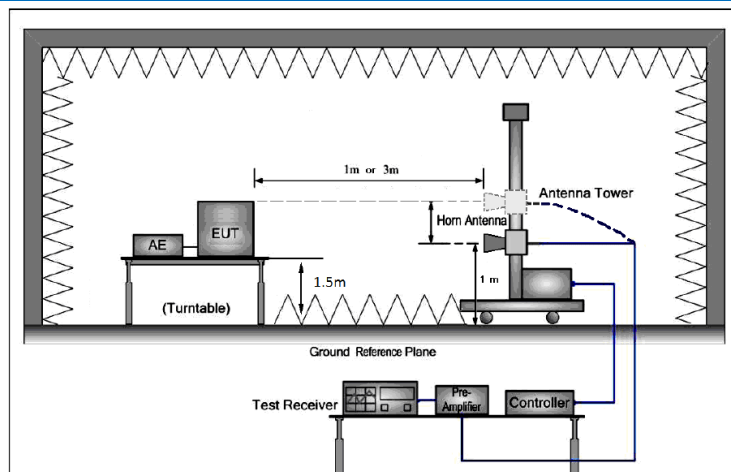 1m or 3m
Antenna Tower
Horn Antenna
EUT
AE
1.5m
1 m
(Turntable)
Ground Reference Plane
Test Receiver
Pre-
Amplifier
Controller